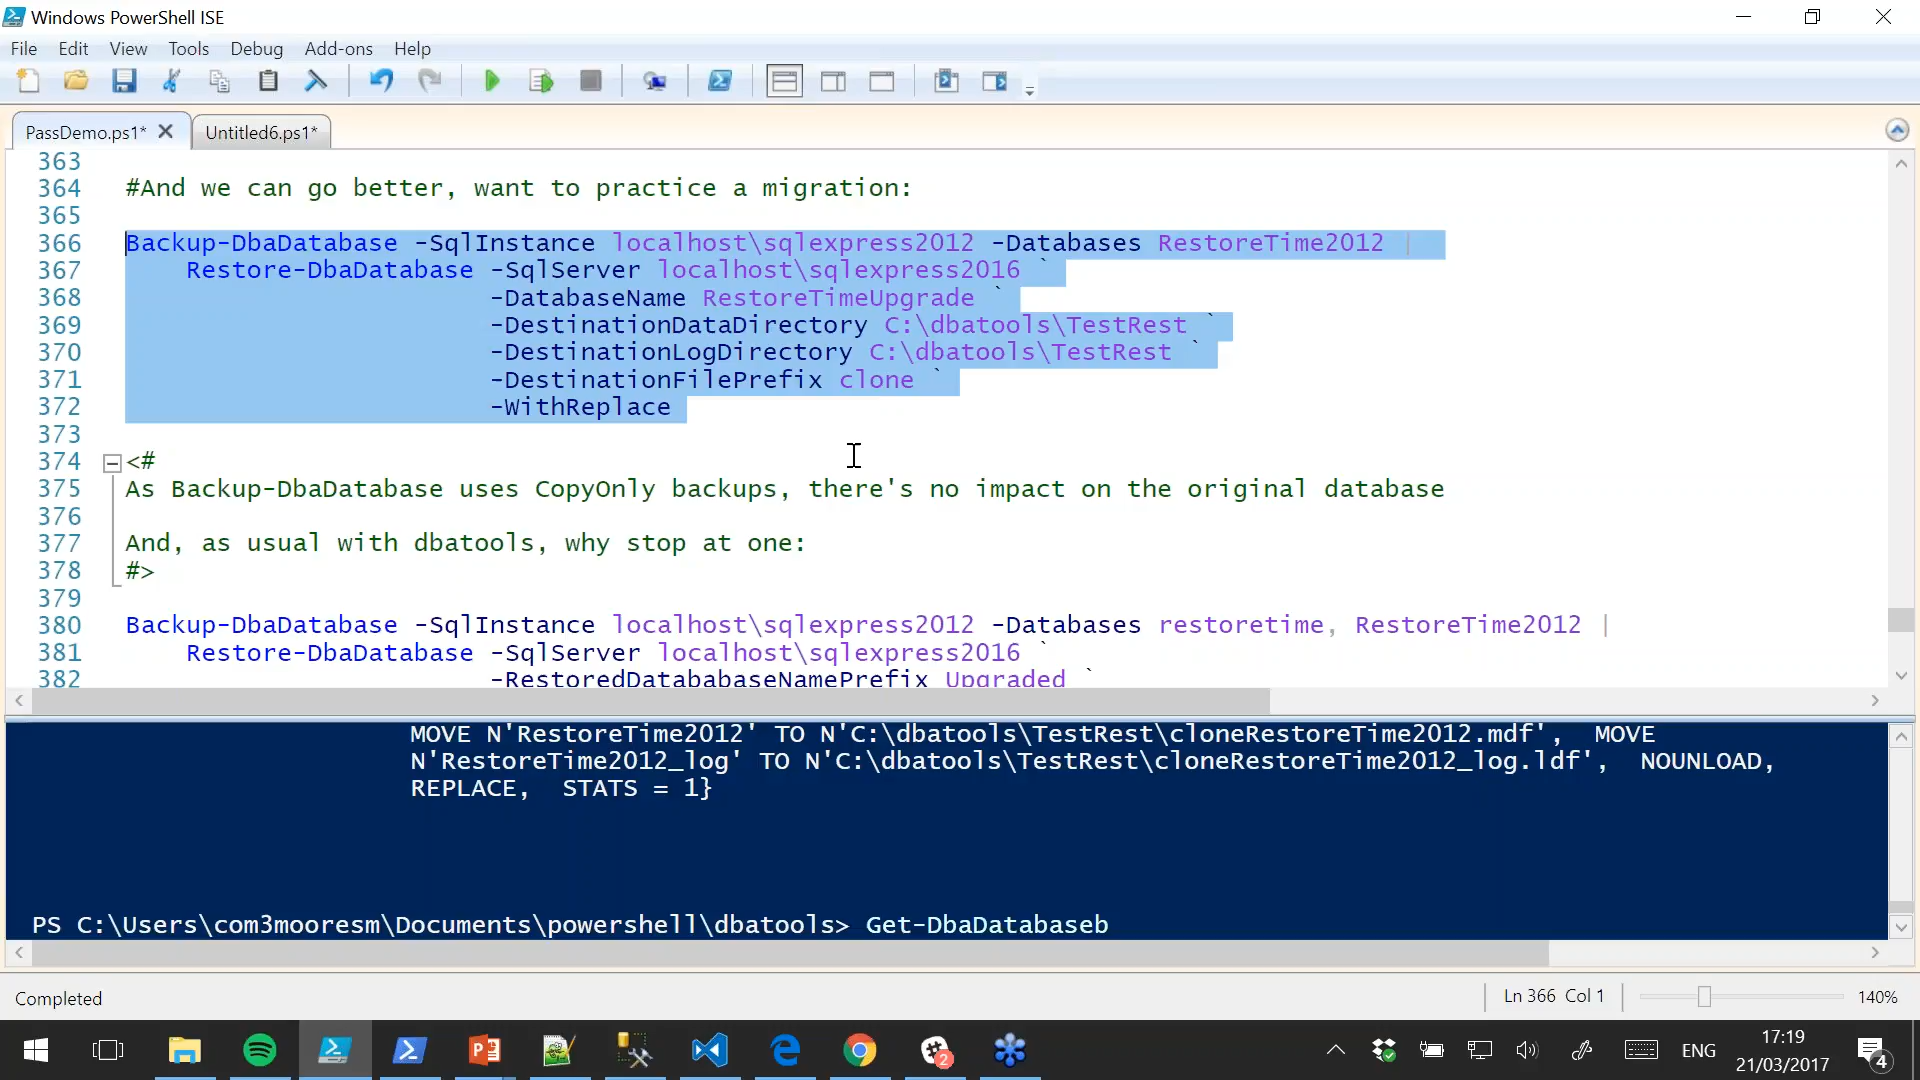 Windows PowerShell ISE
File Edit View Tools Debug Add-ons Help
PassDemo.ps1* Untitled6.ps1*
363
364 #And we can go better, want to practice a migration:
365
366 Backup-DbaDatabase -SqlInstance localhost\sqlexpress2012 -Databases RestoreTime2012 |
367 Restore-DbaDatabase -SqlServer localhost\sqlexpress2016 `
368 -DatabaseName RestoreTimeUpgrade `
369 -DestinationDataDirectory C:\dbatools\TestRest `
370 -DestinationLogDirectory C:\dbatools\TestRest `
371 -DestinationFilePrefix clone `
372 -WithReplace
373
374 <#
375 As Backup-DbaDatabase uses CopyOnly backups, there's no impact on the original database
376
377 And, as usual with dbatools, why stop at one:
378 #>
379
380 Backup-DbaDatabase -SqlInstance localhost\sqlexpress2012 -Databases restoretime, RestoreTime2012 |
381 Restore-DbaDatabase -SqlServer localhost\sqlexpress2016 `
382 -RestoredDatababaseNamePrefix Upgraded `
MOVE N'RestoreTime2012' TO N'C:\dbatools\TestRest\cloneRestoreTime2012.mdf', MOVE
N'RestoreTime2012_log' TO N'C:\dbatools\TestRest\cloneRestoreTime2012_log.ldf', NOUNLOAD,
REPLACE, STATS = 1}
PS C:\Users\com3mooresm\Documents\powershell\dbatools> Get-DbaDatabaseb
Completed Ln 366 Col 1 140%
2 ENG 17:19 4
21/03/2017